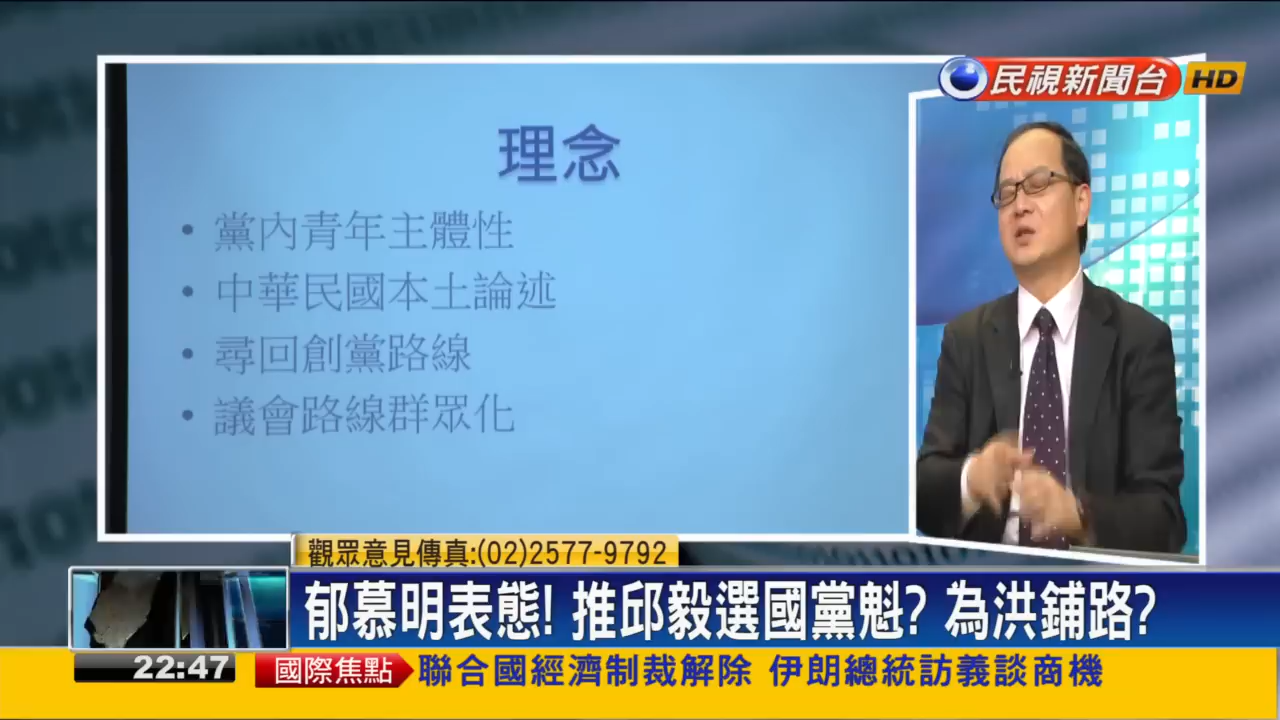 民視新聞台 HD
理念
• 黨內青年主體性
• 中華民國本土論述
• 尋回創黨路線
• 議會路線群眾化
觀眾意見傳真:(02)2577-9792
郁慕明表態! 推邱毅選國黨魁? 為洪鋪路?
22:47 國際焦點 聯合國經濟制裁解除 伊朗總統訪義談商機